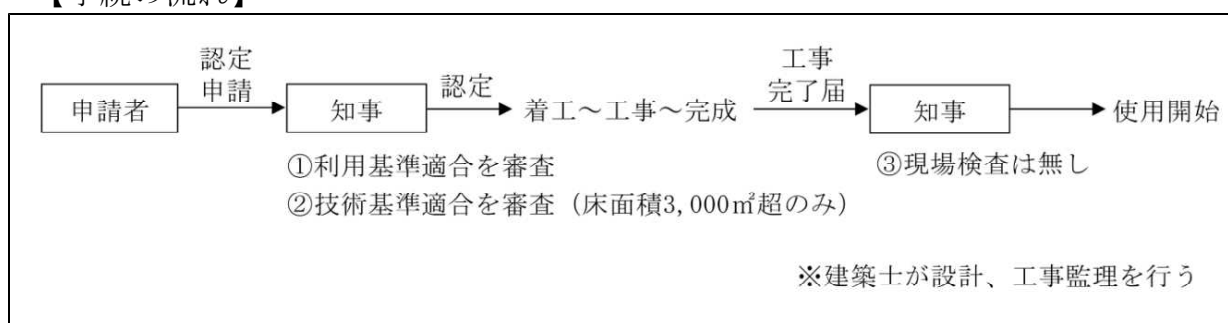 認定
申請
申請者
知事
認定
着工～工事～完成
工事
完了届
知事
使用開始
①利用基準適合を審査
②技術基準適合を審査（床面積3,000㎡超のみ）
③現場検査は無し
※建築士が設計、工事監理を行う